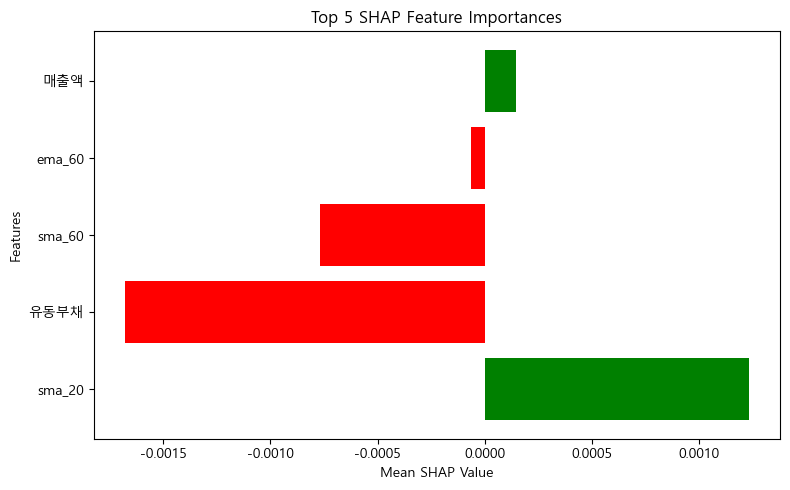 Top 5 SHAP Feature Importances
매출액
ema_60
sma_60
유동부채
sma_20
Features
-0.0015 -0.0010 -0.0005 0.0000 0.0005 0.0010
Mean SHAP Value